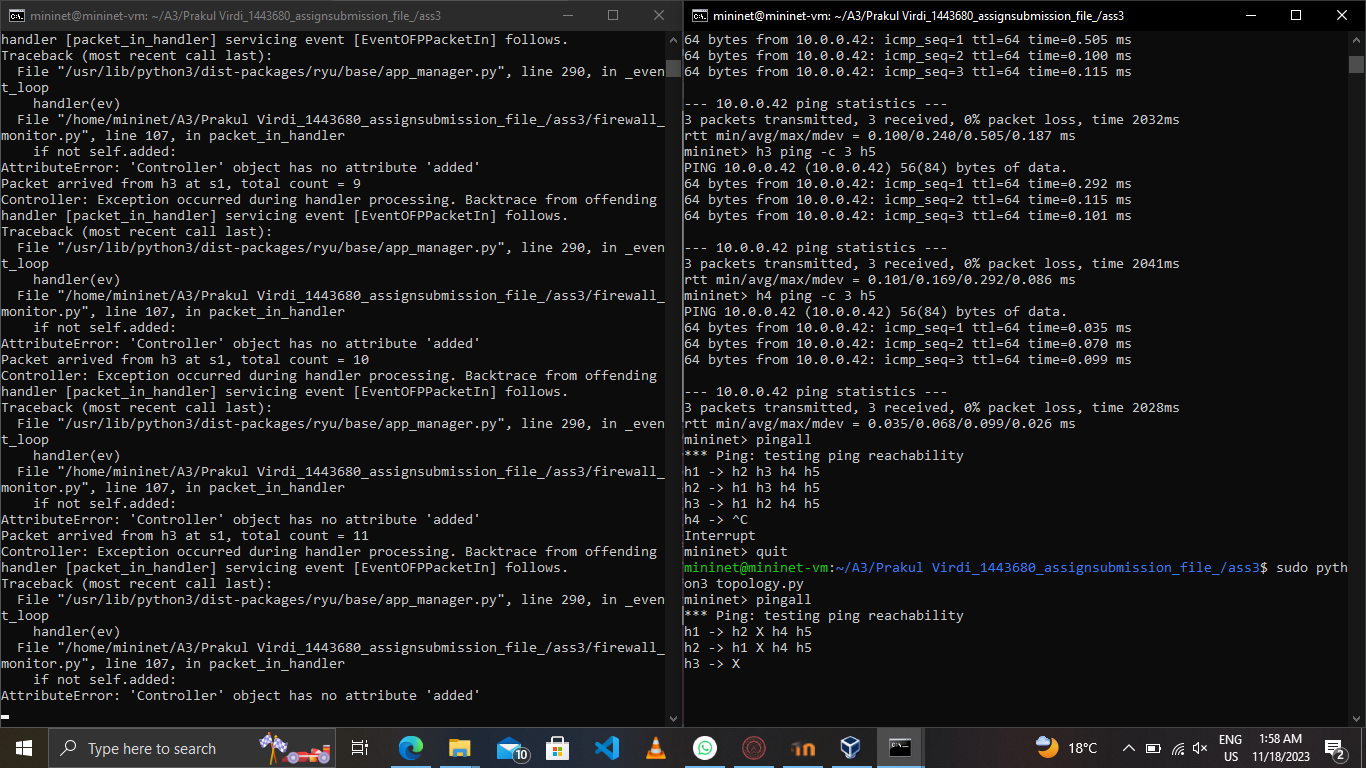 mininet@mininet-vm: ~/A3/Prakul Virdi_1443680_assignsubmission_file_/ass3
handler [packet_in_handler] servicing event [EventOFPPacketIn] follows.
Traceback (most recent call last):
  File "/usr/lib/python3/dist-packages/ryu/base/app_manager.py", line 290, in _even
t_loop
    handler(ev)
  File "/home/mininet/A3/Prakul Virdi_1443680_assignsubmission_file_/ass3/firewall_
monitor.py", line 107, in packet_in_handler
    if not self.added:
AttributeError: 'Controller' object has no attribute 'added'
Packet arrived from h3 at s1, total count = 9
Controller: Exception occurred during handler processing. Backtrace from offending
handler [packet_in_handler] servicing event [EventOFPPacketIn] follows.
Traceback (most recent call last):
  File "/usr/lib/python3/dist-packages/ryu/base/app_manager.py", line 290, in _even
t_loop
    handler(ev)
  File "/home/mininet/A3/Prakul Virdi_1443680_assignsubmission_file_/ass3/firewall_
monitor.py", line 107, in packet_in_handler
    if not self.added:
AttributeError: 'Controller' object has no attribute 'added'
Packet arrived from h3 at s1, total count = 10
Controller: Exception occurred during handler processing. Backtrace from offending
handler [packet_in_handler] servicing event [EventOFPPacketIn] follows.
Traceback (most recent call last):
  File "/usr/lib/python3/dist-packages/ryu/base/app_manager.py", line 290, in _even
t_loop
    handler(ev)
  File "/home/mininet/A3/Prakul Virdi_1443680_assignsubmission_file_/ass3/firewall_
monitor.py", line 107, in packet_in_handler
    if not self.added:
AttributeError: 'Controller' object has no attribute 'added'
Packet arrived from h3 at s1, total count = 11
Controller: Exception occurred during handler processing. Backtrace from offending
handler [packet_in_handler] servicing event [EventOFPPacketIn] follows.
Traceback (most recent call last):
  File "/usr/lib/python3/dist-packages/ryu/base/app_manager.py", line 290, in _even
t_loop
    handler(ev)
  File "/home/mininet/A3/Prakul Virdi_1443680_assignsubmission_file_/ass3/firewall_
monitor.py", line 107, in packet_in_handler
    if not self.added:
AttributeError: 'Controller' object has no attribute 'added'
mininet@mininet-vm: ~/A3/Prakul Virdi_1443680_assignsubmission_file_/ass3
64 bytes from 10.0.0.42: icmp_seq=1 ttl=64 time=0.505 ms
64 bytes from 10.0.0.42: icmp_seq=2 ttl=64 time=0.100 ms
64 bytes from 10.0.0.42: icmp_seq=3 ttl=64 time=0.115 ms
--- 10.0.0.42 ping statistics ---
3 packets transmitted, 3 received, 0% packet loss, time 2032ms
rtt min/avg/max/mdev = 0.100/0.240/0.505/0.187 ms
mininet> h3 ping -c 3 h5
PING 10.0.0.42 (10.0.0.42) 56(84) bytes of data.
64 bytes from 10.0.0.42: icmp_seq=1 ttl=64 time=0.292 ms
64 bytes from 10.0.0.42: icmp_seq=2 ttl=64 time=0.115 ms
64 bytes from 10.0.0.42: icmp_seq=3 ttl=64 time=0.101 ms
--- 10.0.0.42 ping statistics ---
3 packets transmitted, 3 received, 0% packet loss, time 2041ms
rtt min/avg/max/mdev = 0.101/0.169/0.292/0.086 ms
mininet> h4 ping -c 3 h5
PING 10.0.0.42 (10.0.0.42) 56(84) bytes of data.
64 bytes from 10.0.0.42: icmp_seq=1 ttl=64 time=0.035 ms
64 bytes from 10.0.0.42: icmp_seq=2 ttl=64 time=0.070 ms
64 bytes from 10.0.0.42: icmp_seq=3 ttl=64 time=0.099 ms
--- 10.0.0.42 ping statistics ---
3 packets transmitted, 3 received, 0% packet loss, time 2028ms
rtt min/avg/max/mdev = 0.035/0.068/0.099/0.026 ms
mininet> pingall
*** Ping: testing ping reachability
h1 -> h2 h3 h4 h5
h2 -> h1 h3 h4 h5
h3 -> h1 h2 h4 h5
h4 -> ^C
Interrupt
mininet> quit
mininet@mininet-vm:~/A3/Prakul Virdi_1443680_assignsubmission_file_/ass3$ sudo pyth
on3 topology.py
mininet> pingall
*** Ping: testing ping reachability
h1 -> h2 X h4 h5
h2 -> h1 X h4 h5
h3 -> X
Type here to search
10
18°C
ENG
US
1:58 AM
11/18/2023
2